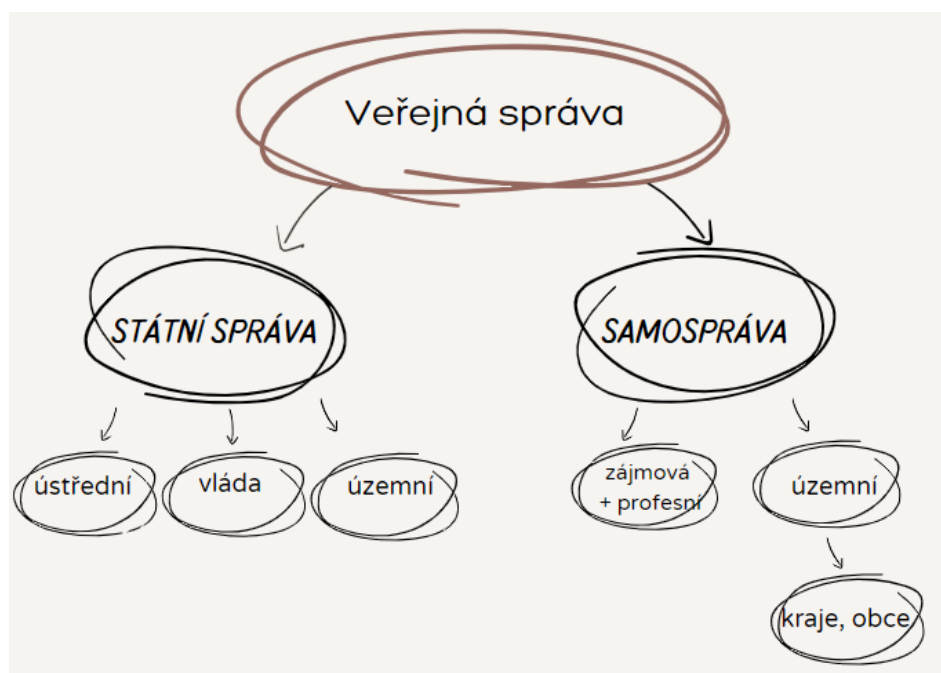 Veřejná správa
STÁTNÍ SPRÁVA
SAMOSPRÁVA
ústřední
vláda
územní
zájmová
+ profesní
územní
kraje, obce